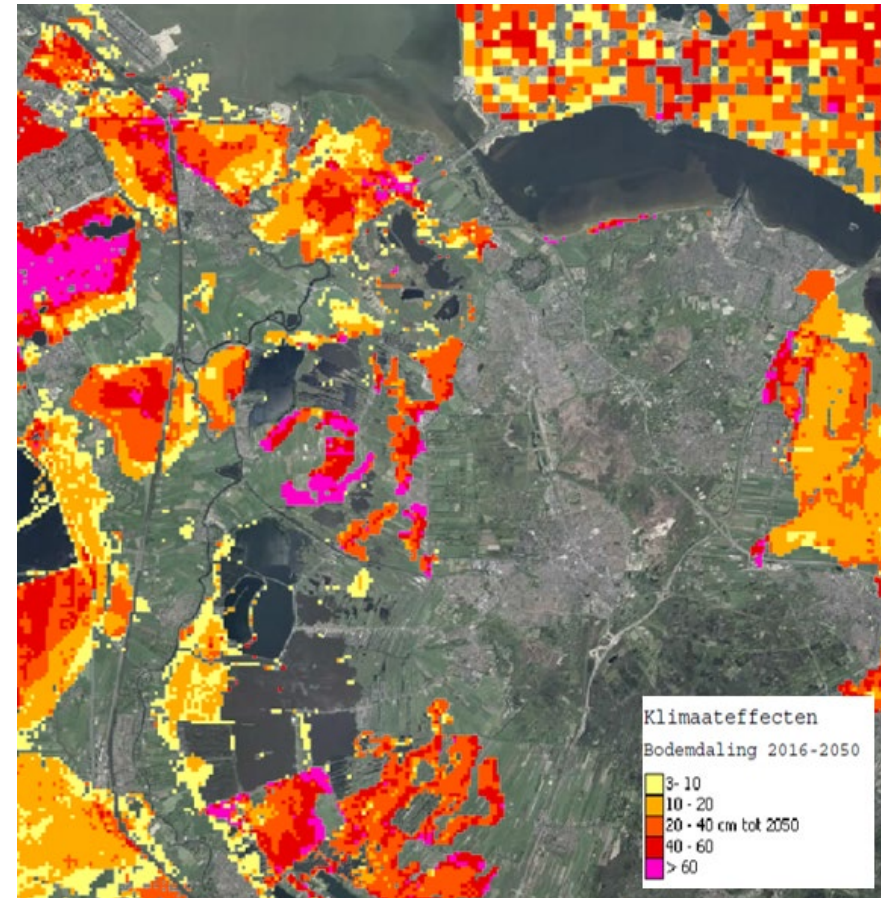 Klimaateffecten
Bodemdaling 2016-2050
3- 10
10 - 20
20 - 40 cm tot 2050
40 - 60
> 60